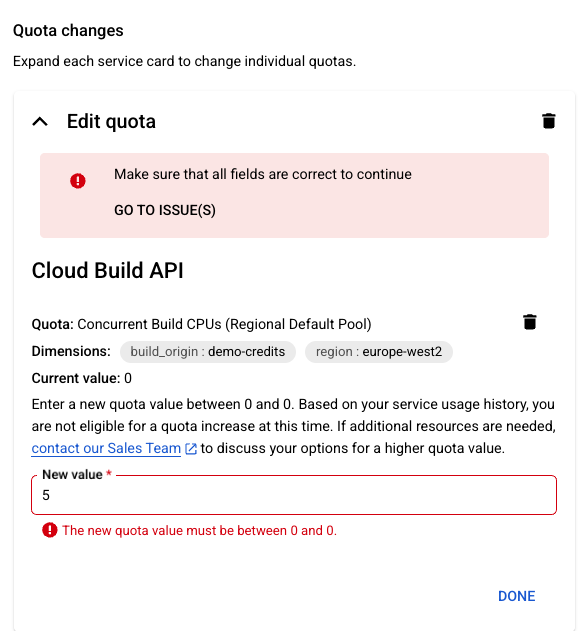 Quota changes
Expand each service card to change individual quotas.
Edit quota
Make sure that all fields are correct to continue
GO TO ISSUE(S)
Cloud Build API
Quota: Concurrent Build CPUs (Regional Default Pool)
Dimensions: build_origin : demo-credits region : europe-west2
Current value: 0
Enter a new quota value between 0 and 0. Based on your service usage history, you
are not eligible for a quota increase at this time. If additional resources are needed,
contact our Sales Team to discuss your options for a higher quota value.
New value *
5
The new quota value must be between 0 and 0.
DONE